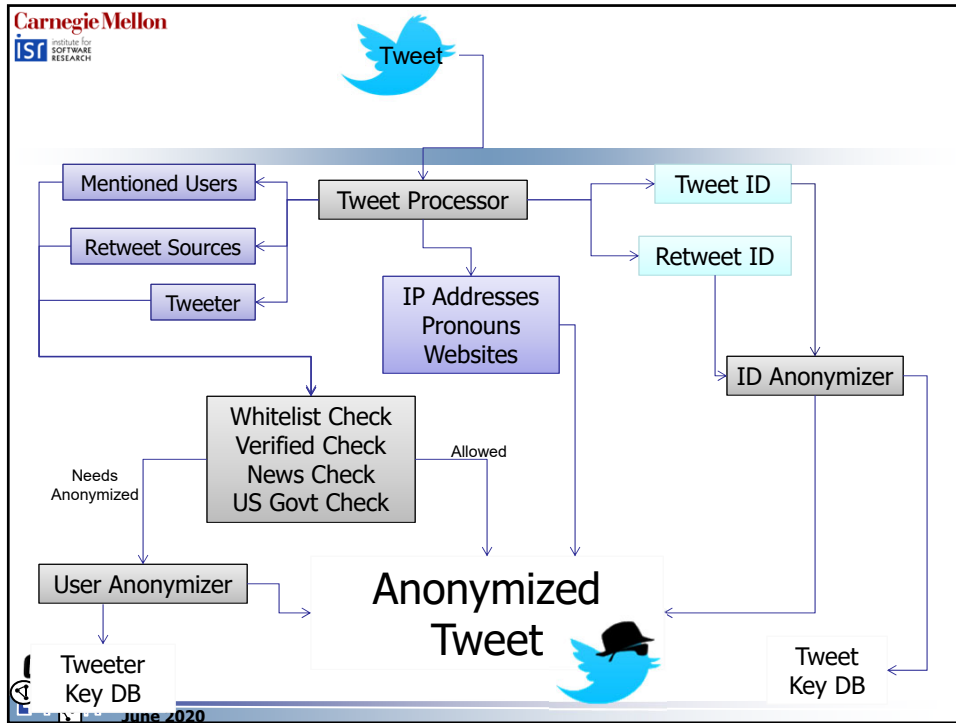 Carnegie Mellon
isr institute for
SOFTWARE
RESEARCH
Tweet
Mentioned Users
Tweet Processor
Tweet ID
Retweet Sources
Retweet ID
Tweeter
IP Addresses
Pronouns
Websites
ID Anonymizer
Whitelist Check
Verified Check
News Check
US Govt Check
Allowed
Needs
Anonymized
User Anonymizer
Anonymized
Tweet
Tweeter
Key DB
Tweet
Key DB
June 2020